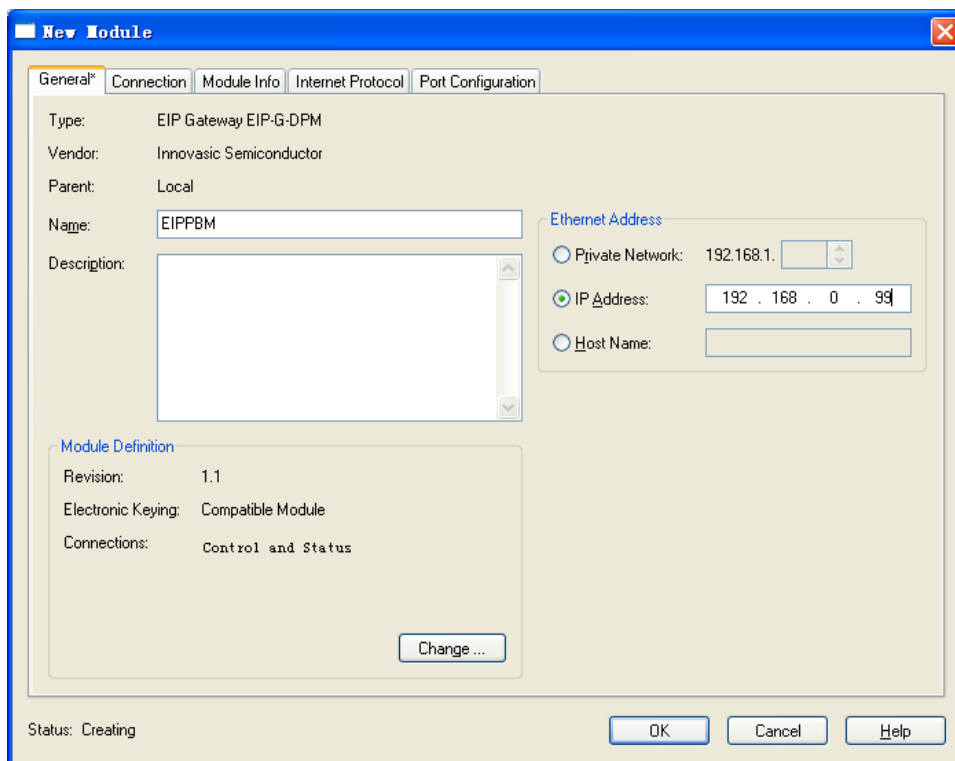 New Module
General* Connection Module Info Internet Protocol Port Configuration
Type: EIP Gateway EIP-G-DPM
Vendor: Innovasic Semiconductor
Parent: Local
Name: EIPPBM
Description:
Ethernet Address
Private Network: 192.168.1.
IP Address: 192 . 168 . 0 . 99
Host Name:
Module Definition
Revision: 1.1
Electronic Keying: Compatible Module
Connections: Control and Status
Change ...
Status: Creating
OK Cancel Help